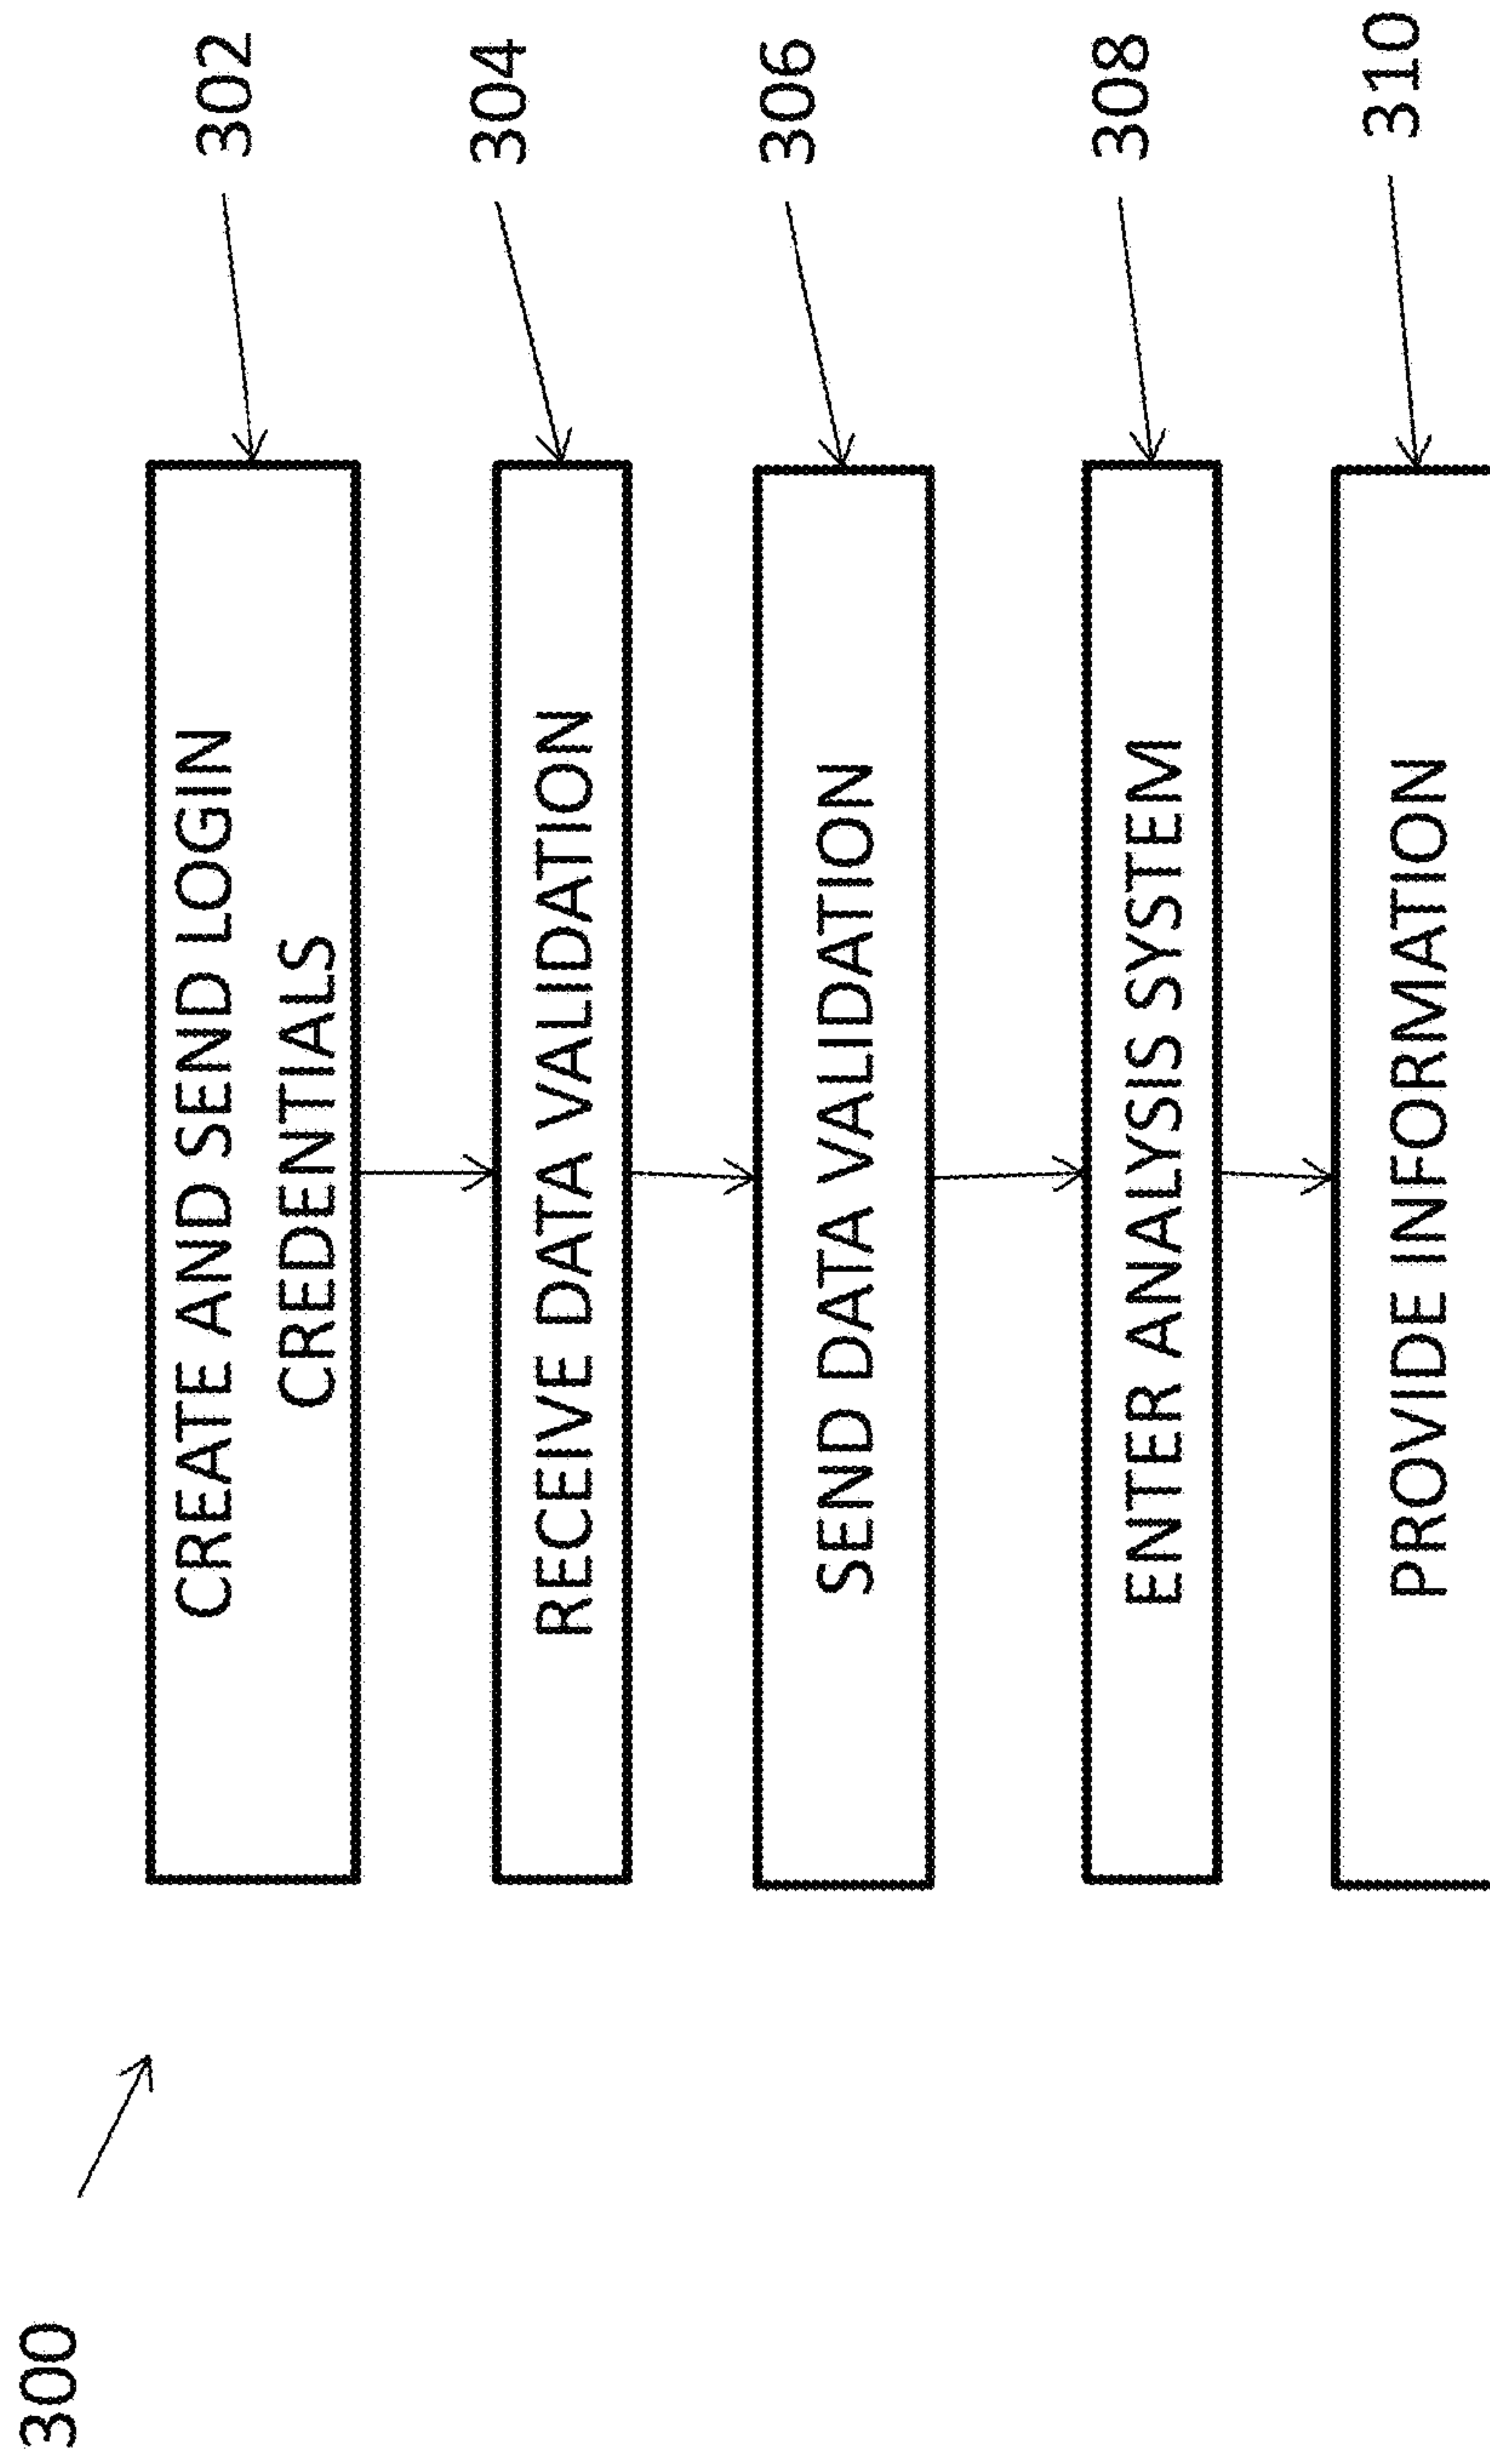 300
CREATE AND SEND LOGIN
CREDENTIALS
302
RECEIVE DATA VALIDATION
304
SEND DATA VALIDATION
306
ENTER ANALYSIS SYSTEM
308
PROVIDE INFORMATION
310